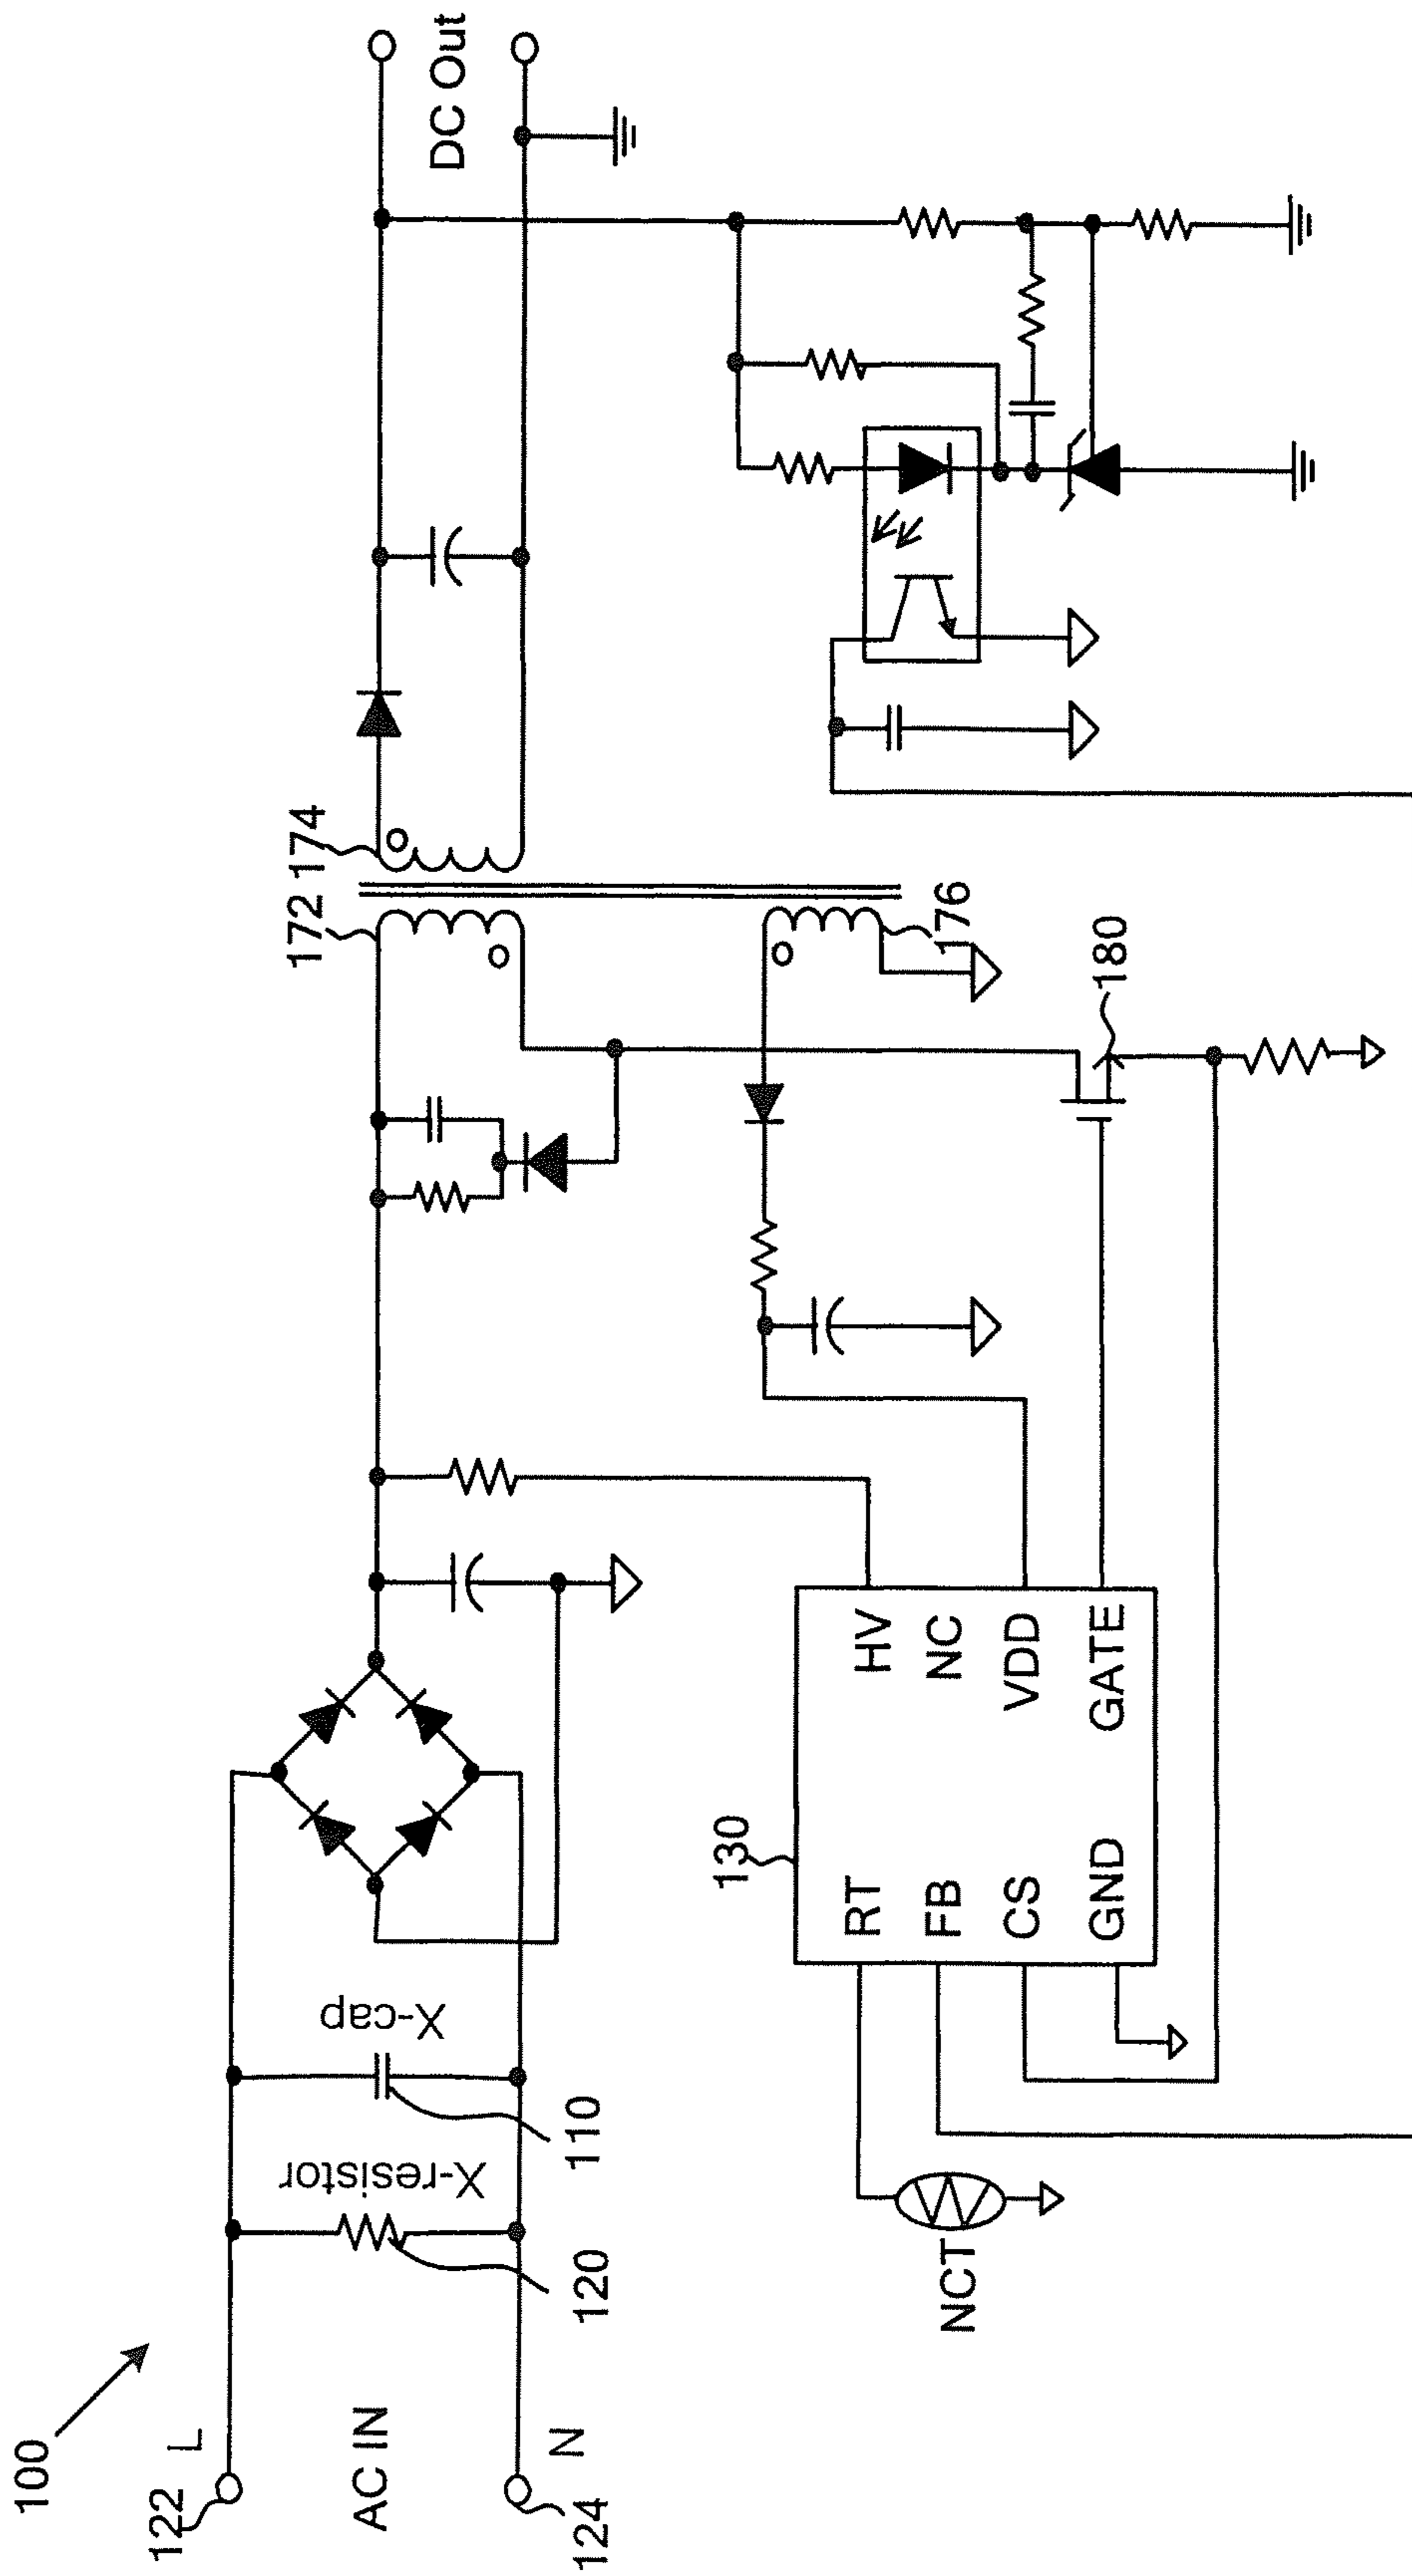 100
122
L
AC IN
N
124
X-resistor
120
X-cap
110
172
174
DC Out
176
180
130
RT
FB
CS
GND
HV
NC
VDD
GATE
NCT